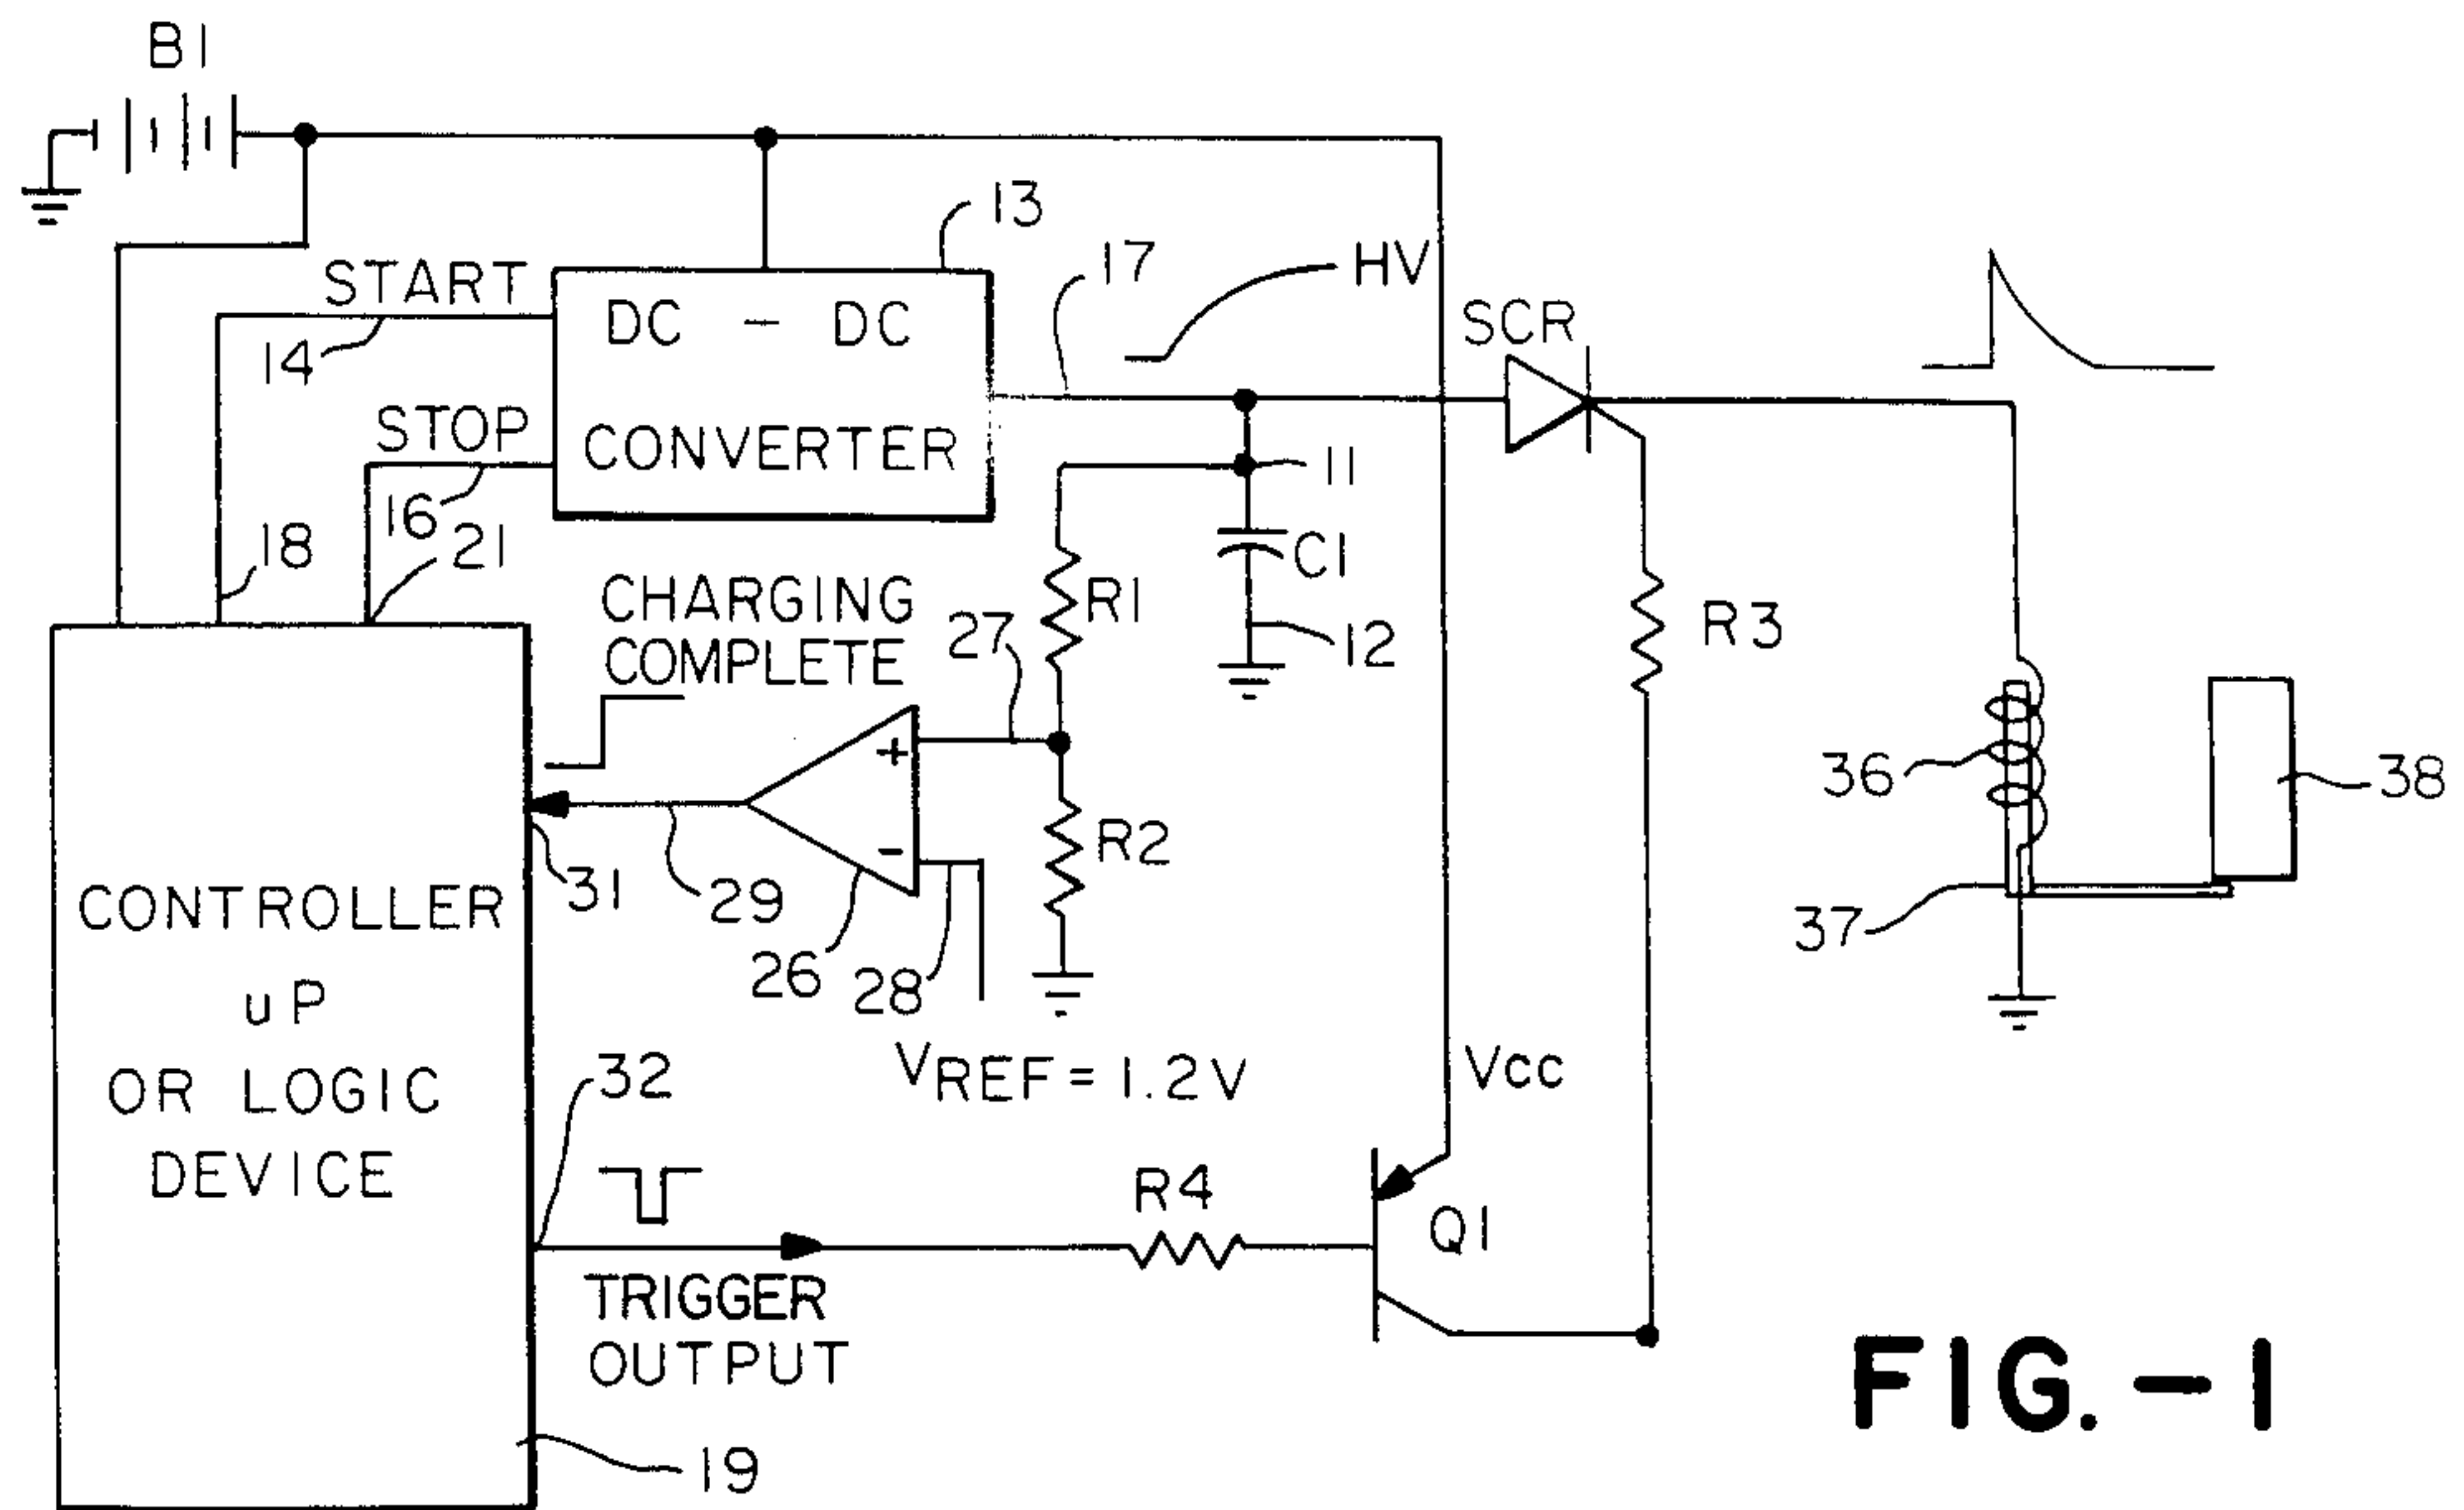 B1
13
17
HV
START
DC - DC
SCR
14
STOP
CONVERTER
11
16
21
18
C1
CHARGING
COMPLETE
27
R1
12
R3
+
36
38
-
R2
31
29
37
CONTROLLER
uP
OR LOGIC
DEVICE
26
28
VREF = 1.2V
Vcc
32
R4
Q1
TRIGGER
OUTPUT
19
FIG.-1